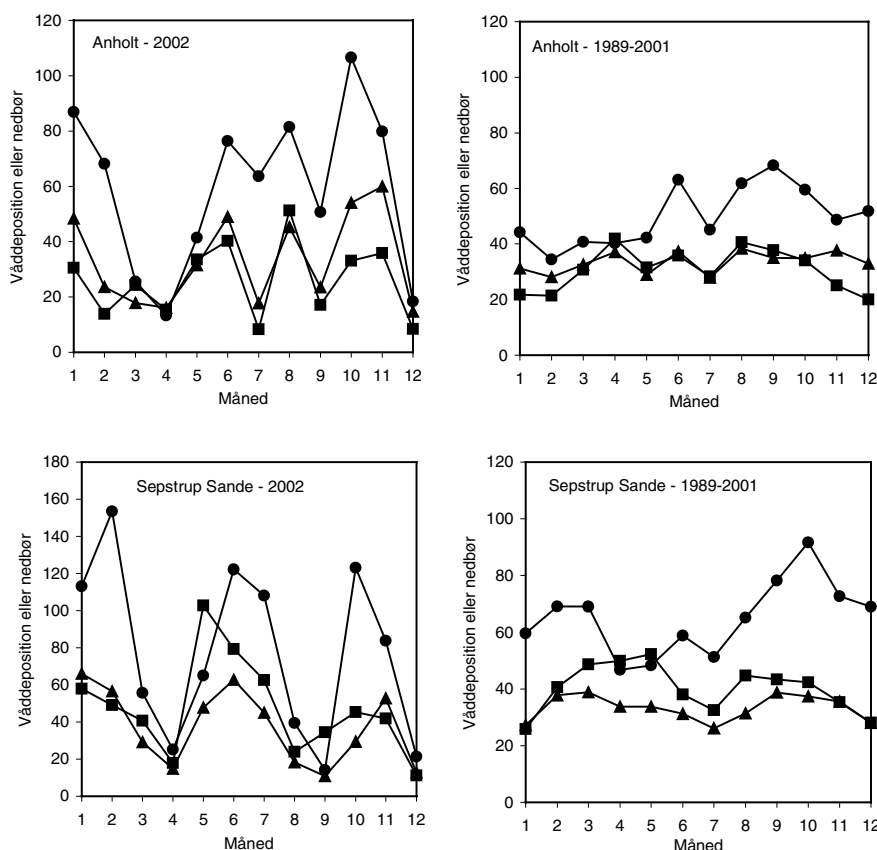 Anholt - 2002
Våddeposition eller nedbør
120
100
80
60
40
20
0
1 2 3 4 5 6 7 8 9 10 11 12
Måned
Anholt - 1989-2001
Våddeposition eller nedbør
120
100
80
60
40
20
0
1 2 3 4 5 6 7 8 9 10 11 12
Måned
Sepstrup Sande - 2002
Våddeposition eller nedbør
180
160
140
120
100
80
60
40
20
0
1 2 3 4 5 6 7 8 9 10 11 12
Måned
Sepstrup Sande - 1989-2001
Våddeposition eller nedbør
120
100
80
60
40
20
0
1 2 3 4 5 6 7 8 9 10 11 12
Måned